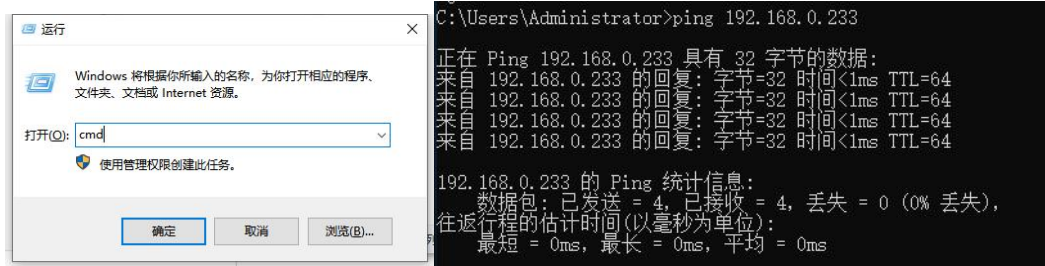 运行
Windows 将根据你所输入的名称，为你打开相应的程序、
文件夹、文档或 Internet 资源。
打开(O): cmd
使用管理权限创建此任务。
确定 取消 浏览(B)...
C:\Users\Administrator>ping 192.168.0.233
正在 Ping 192.168.0.233 具有 32 字节的数据:
来自 192.168.0.233 的回复: 字节=32 时间<1ms TTL=64
来自 192.168.0.233 的回复: 字节=32 时间<1ms TTL=64
来自 192.168.0.233 的回复: 字节=32 时间<1ms TTL=64
来自 192.168.0.233 的回复: 字节=32 时间<1ms TTL=64
192.168.0.233 的 Ping 统计信息:
数据包: 已发送 = 4，已接收 = 4，丢失 = 0 (0% 丢失)，
往返行程的估计时间(以毫秒为单位):
最短 = 0ms，最长 = 0ms，平均 = 0ms